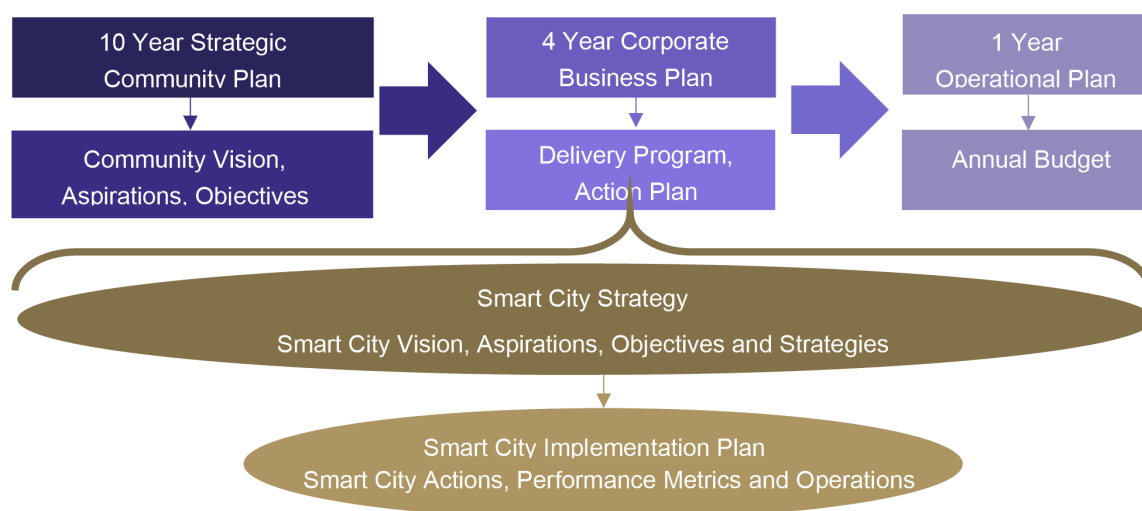 10 Year Strategic
Community Plan
4 Year Corporate
Business Plan
1 Year
Operational Plan
Community Vision,
Aspirations, Objectives
Delivery Program,
Action Plan
Annual Budget
Smart City Strategy
Smart City Vision, Aspirations, Objectives and Strategies
Smart City Implementation Plan
Smart City Actions, Performance Metrics and Operations